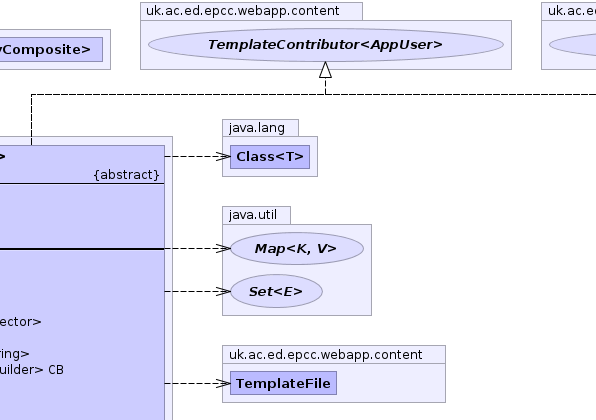 uk.ac.ed.epcc.webapp.content
TemplateContributor<AppUser>
uk.ac.e
yComposite>
java.lang
Class<T>
>
{abstract}
java.util
Map<K, V>
Set<E>
ector>
ring>
uilder> CB
uk.ac.ed.epcc.webapp.content
TemplateFile